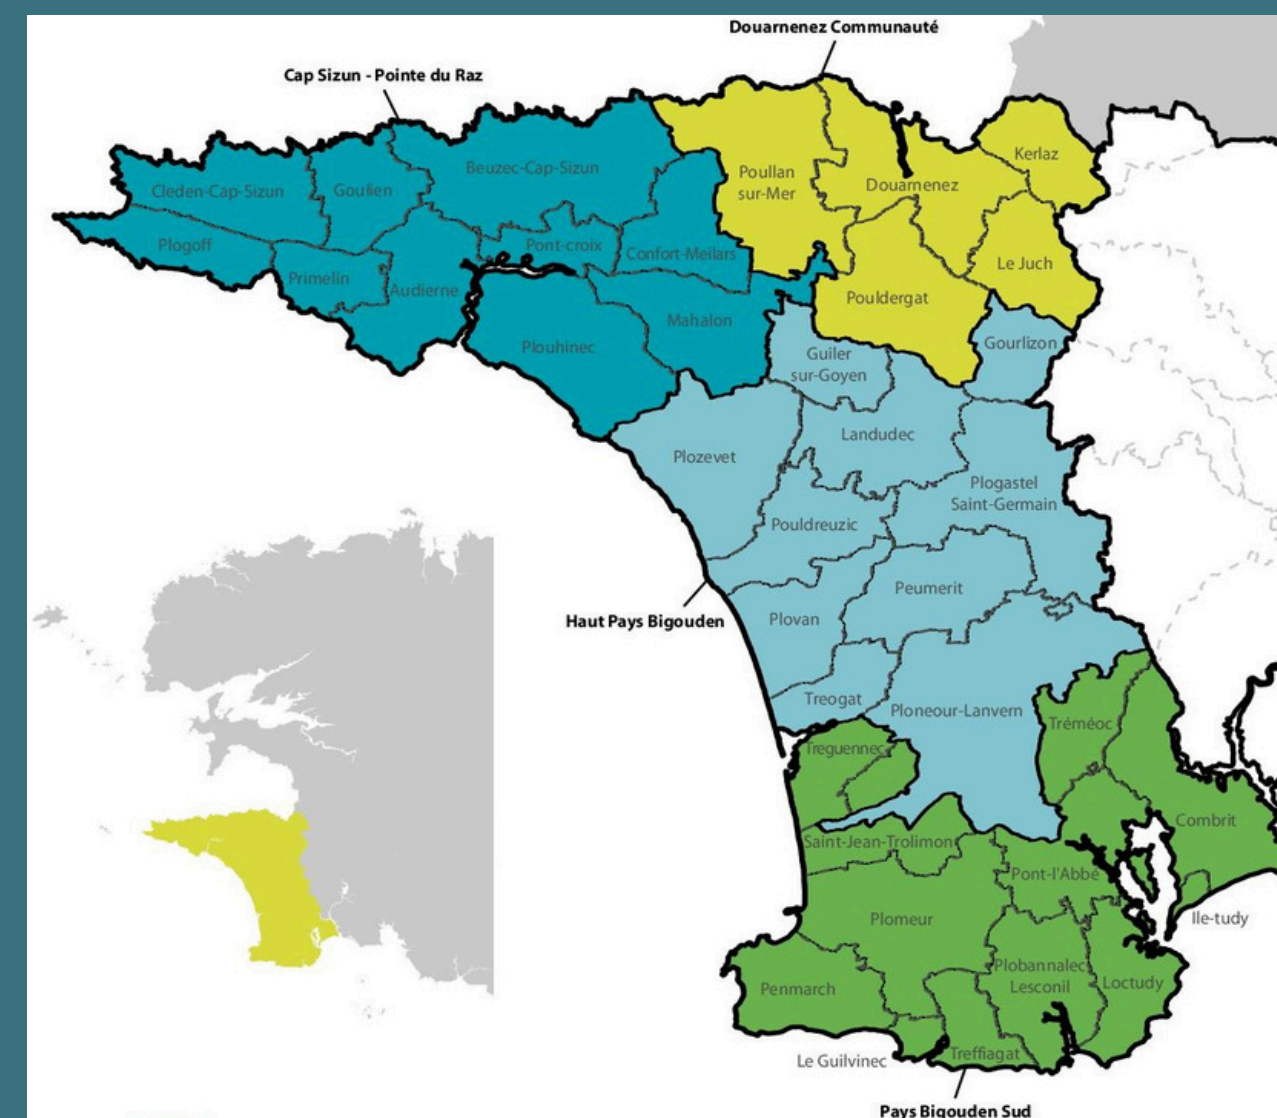 Douarnenez Communauté
Cap Sizun - Pointe du Raz
Kerlaz
Beuzec-Cap-Sizun
Poullan
sur-Mer
Douarnenez
Cleden-Cap-Sizun
Goulien
Plogoff
Pont-croix
Confort-Meilars
Le Juch
Primelin
Audierne
Pouldergat
Mahalon
Plouhinec
Gourlizon
Guiler
sur-Goyen
Landudec
Plozevet
Plogastel
Saint-Germain
Pouldreuzic
Peumerit
Haut Pays Bigouden
Plovan
Treogat
Ploneour-Lanvern
Tréméoc
Treguennec
Combrit
Saint-Jean-Trolimont
Pont-l'Abbé
Plomeur
Ile-tudy
Plobannalec
Lesconil
Loctudy
Penmarch
Le Guilvinec
Treffiagat
Pays Bigouden Sud